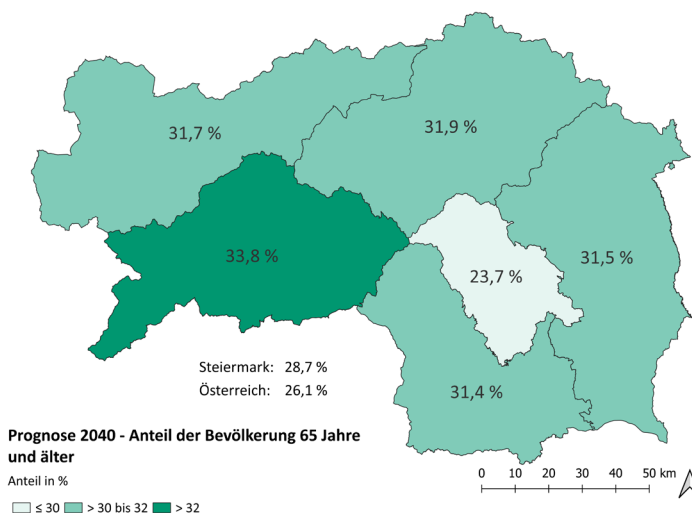 31,7 %
31,9 %
33,8 %
23,7 %
31,5 %
31,4 %
Steiermark: 28,7 %
Österreich: 26,1 %
Prognose 2040 - Anteil der Bevölkerung 65 Jahre
und älter
Anteil in %
≤ 30 > 30 bis 32 > 32
0 10 20 30 40 50 km